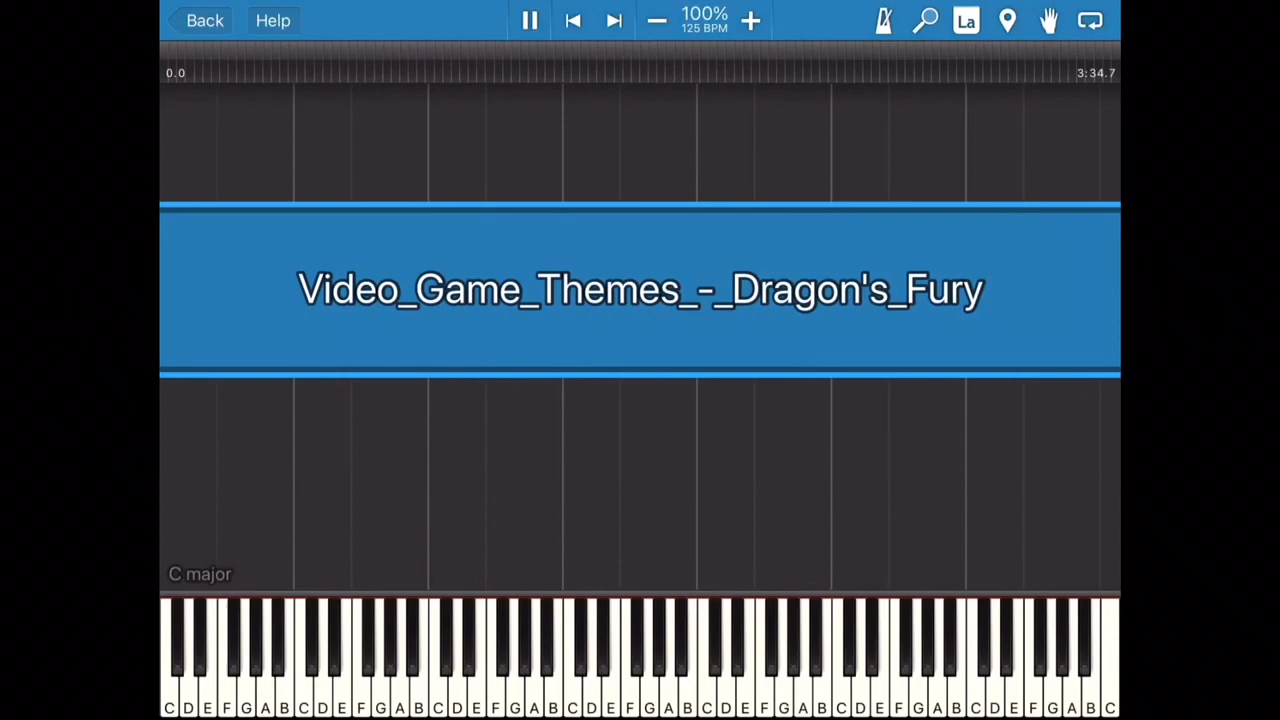 Back Help 100% La
125 BPM
0.0 3:34.7
Video_Game_Themes_-_Dragon's_Fury
C major
C D E F G A B C D E F G A B C D E F G A B C D E F G A B C D E F G A B C D E F G A B C D E F G A B C